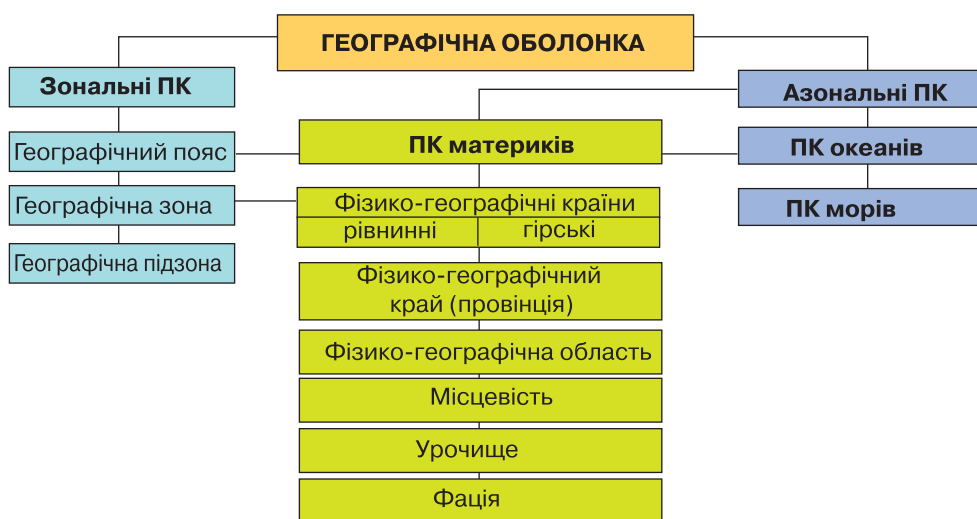 ГЕОГРАФІЧНА ОБОЛОНКА
Зональні ПК
Географічний пояс
Географічна зона
Географічна підзона
ПК материків
Фізико-географічні країни
рівнинні
гірські
Фізико-географічний
край (провінція)
Фізико-географічна область
Місцевість
Урочище
Фація
Азональні ПК
ПК океанів
ПК морів